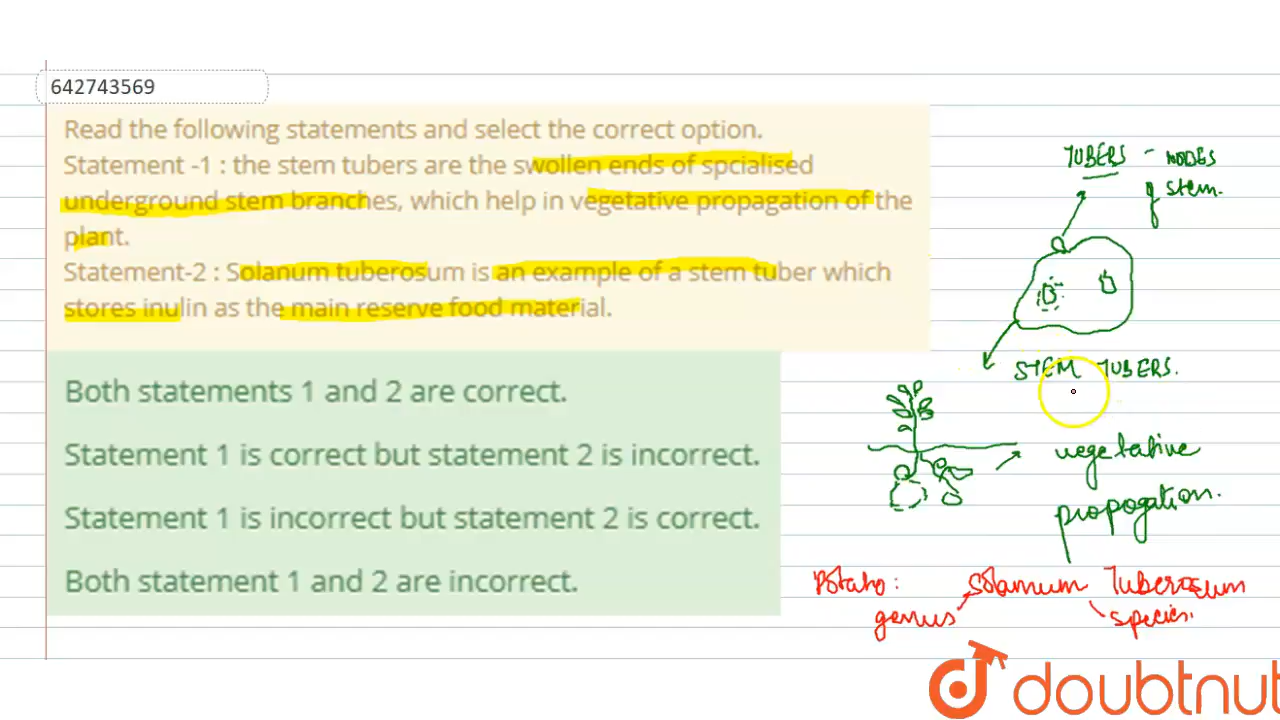 642743569
Read the following statements and select the correct option.
Statement -1 : the stem tubers are the swollen ends of spcialised
underground stem branches, which help in vegetative propagation of the
plant.
Statement-2 : Solanum tuberosum is an example of a stem tuber which
stores inulin as the main reserve food material.
Both statements 1 and 2 are correct.
Statement 1 is correct but statement 2 is incorrect.
Statement 1 is incorrect but statement 2 is correct.
Both statement 1 and 2 are incorrect.
TUBERS - NODES
of stem.
STEM TUBERS.
vegetative
propogation.
Potato : Solanum Tuberosum
genus species.
doubtnut